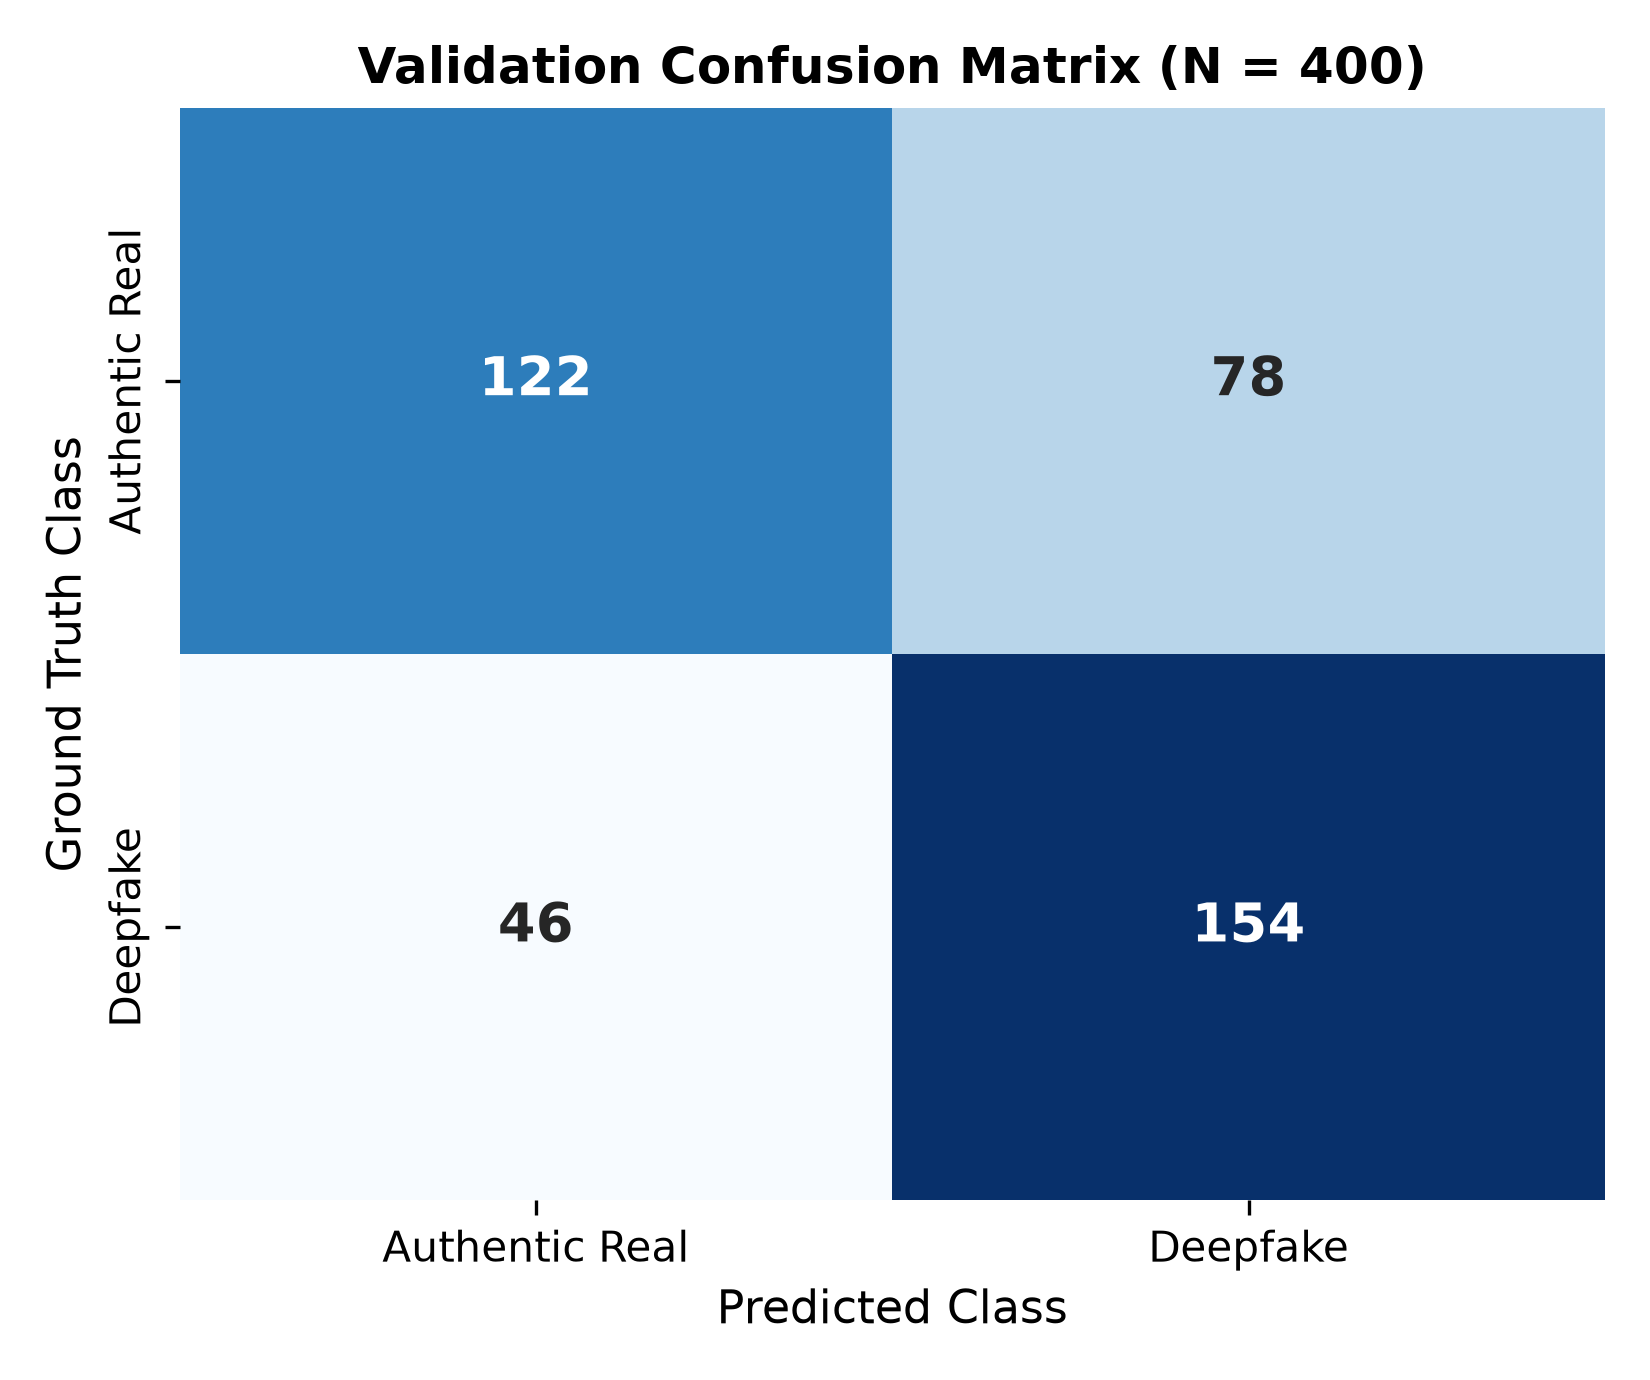 Validation Confusion Matrix (N = 400)
Ground Truth Class
Authentic Real
122
78
Deepfake
46
154
Authentic Real
Deepfake
Predicted Class